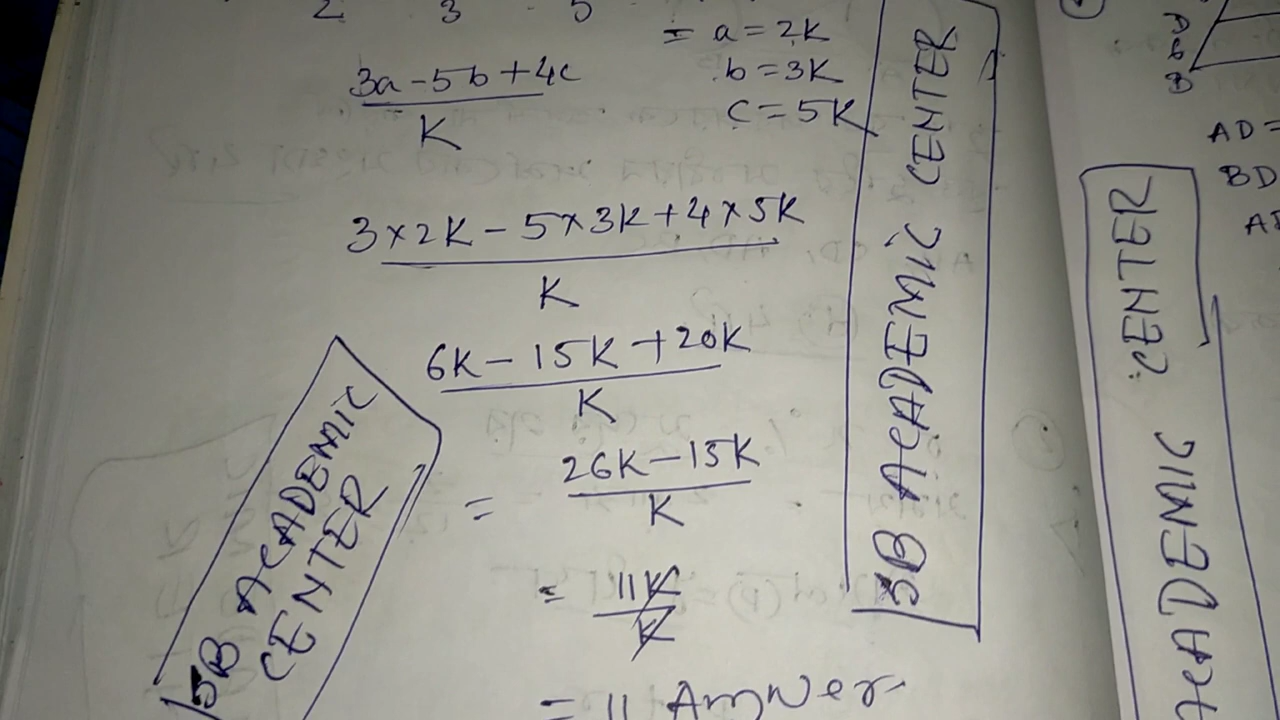 2 3 5
= a = 2K
b = 3K
C = 5K
3a - 5b + 4c
K
3 × 2K - 5 × 3K + 4 × 5K
K
6K - 15K + 20K
K
= 26K - 15K
K
= 11K
K
= 11 Answer
SB ACADEMIC CENTER
SB ACADEMIC
CENTER
AD =
BD
ACADEMIC CENTER